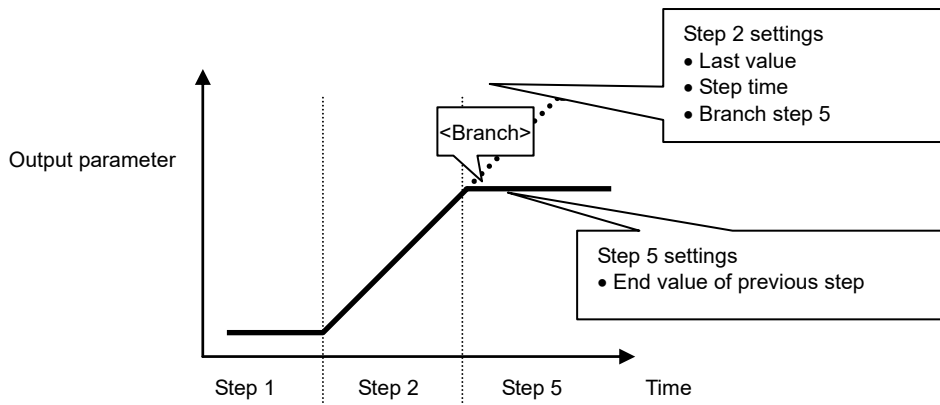 Step 2 settings
• Last value
• Step time
• Branch step 5
<Branch>
Output parameter
Step 5 settings
• End value of previous step
Step 1
Step 2
Step 5
Time